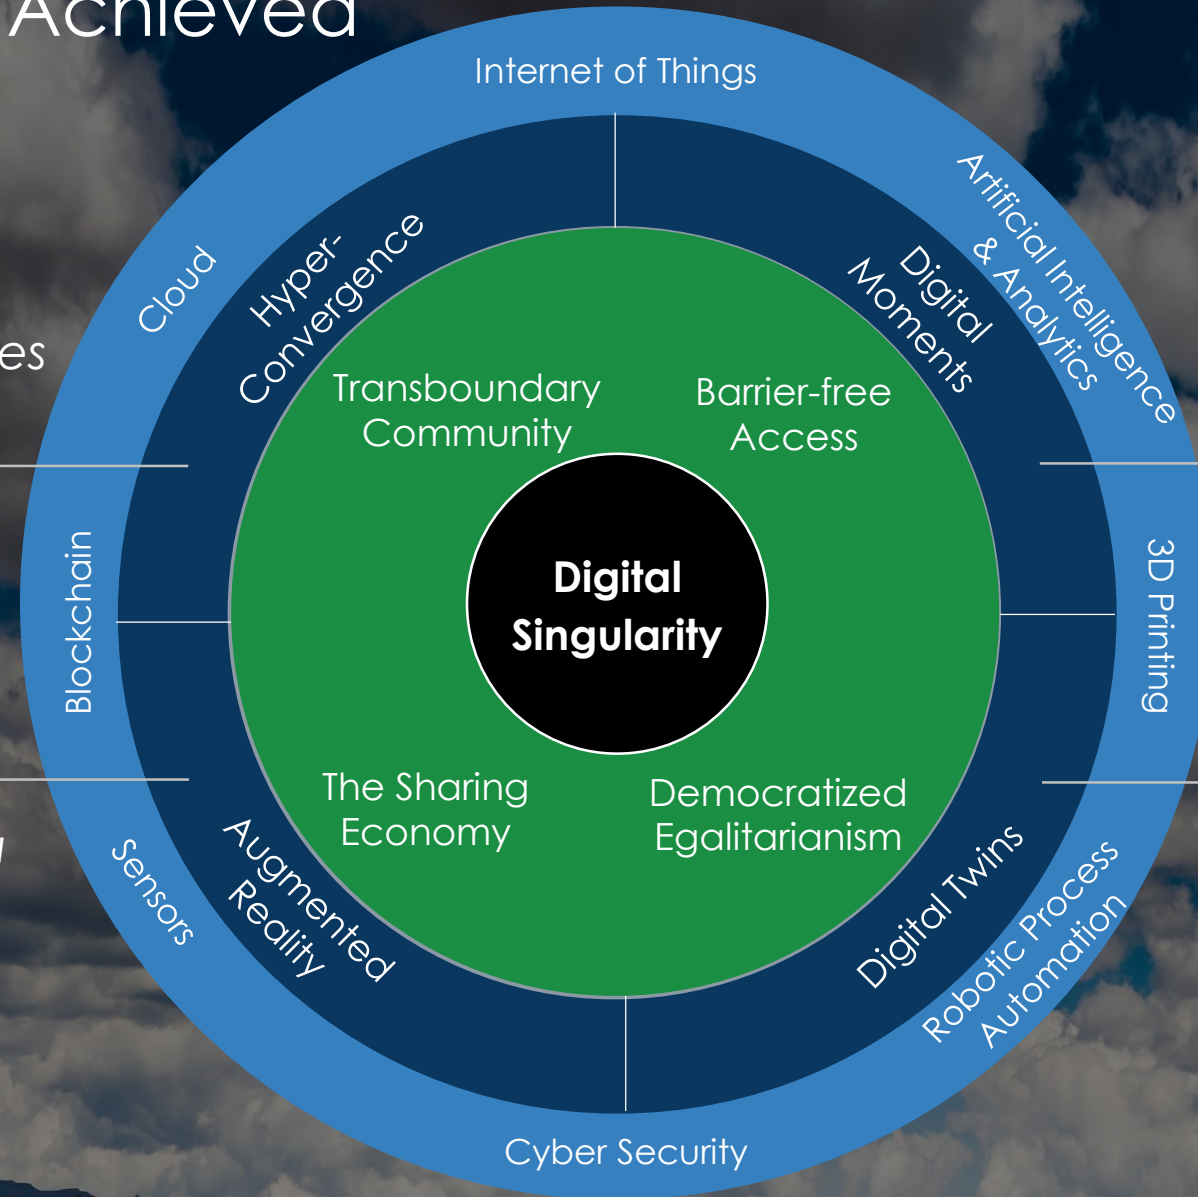 Achieved
Internet of Things
Artificial Intelligence
& Analytics
Cloud
Hyper-
Convergence
Digital
Moments
es
Transboundary
Community
Barrier-free
Access
Blockchain
3D Printing
Digital
Singularity
The Sharing
Economy
Democratized
Egalitarianism
Sensors
Augmented
Reality
Digital Twins
Robotic Process
Automation
Cyber Security